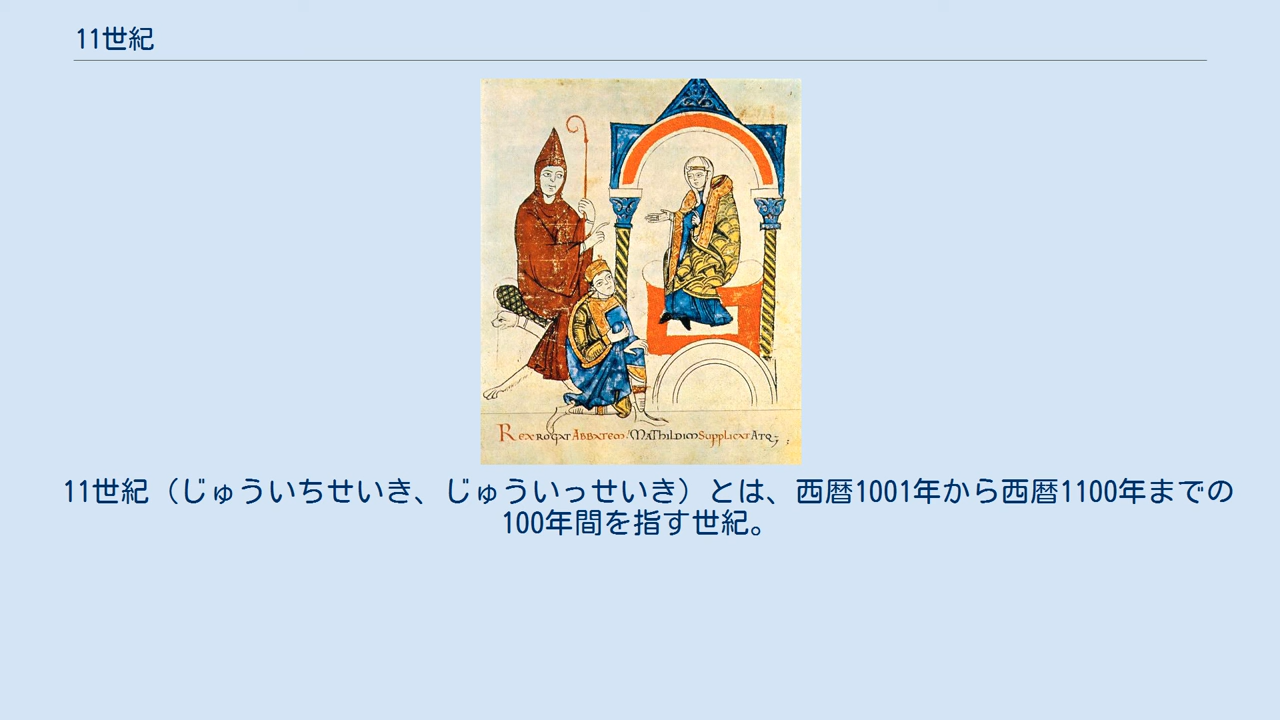 11世紀
Rex rogat Abbatem / Mathildim Supplicat Atq;
11世紀（じゅういちせいき、じゅういっせいき）とは、西暦1001年から西暦1100年までの
100年間を指す世紀。